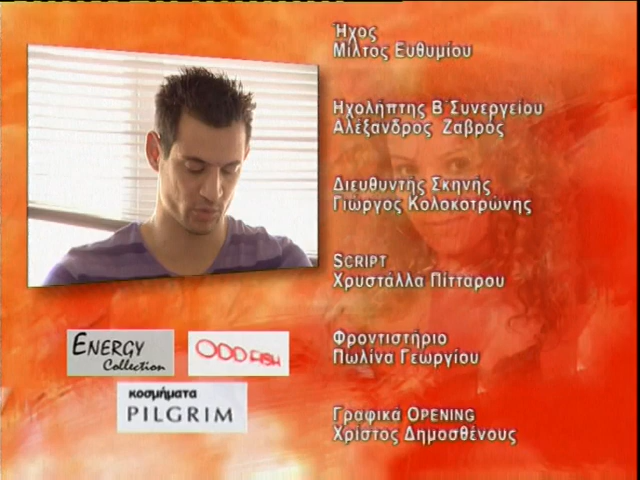 Ήχος
Μίλτος Ευθυμίου
Ηχολήπτης Β΄Συνεργείου
Αλέξανδρος Ζαβρός
Διευθυντής Σκηνής
Γιώργος Κολοκοτρώνης
SCRIPT
Χρυστάλλα Πίτταρου
Φροντιστήριο
Πωλίνα Γεωργίου
Γραφικά OPENING
Χρίστος Δημοσθένους
ENERGY
Collection
ODD FISH
κοσμήματα
PILGRIM